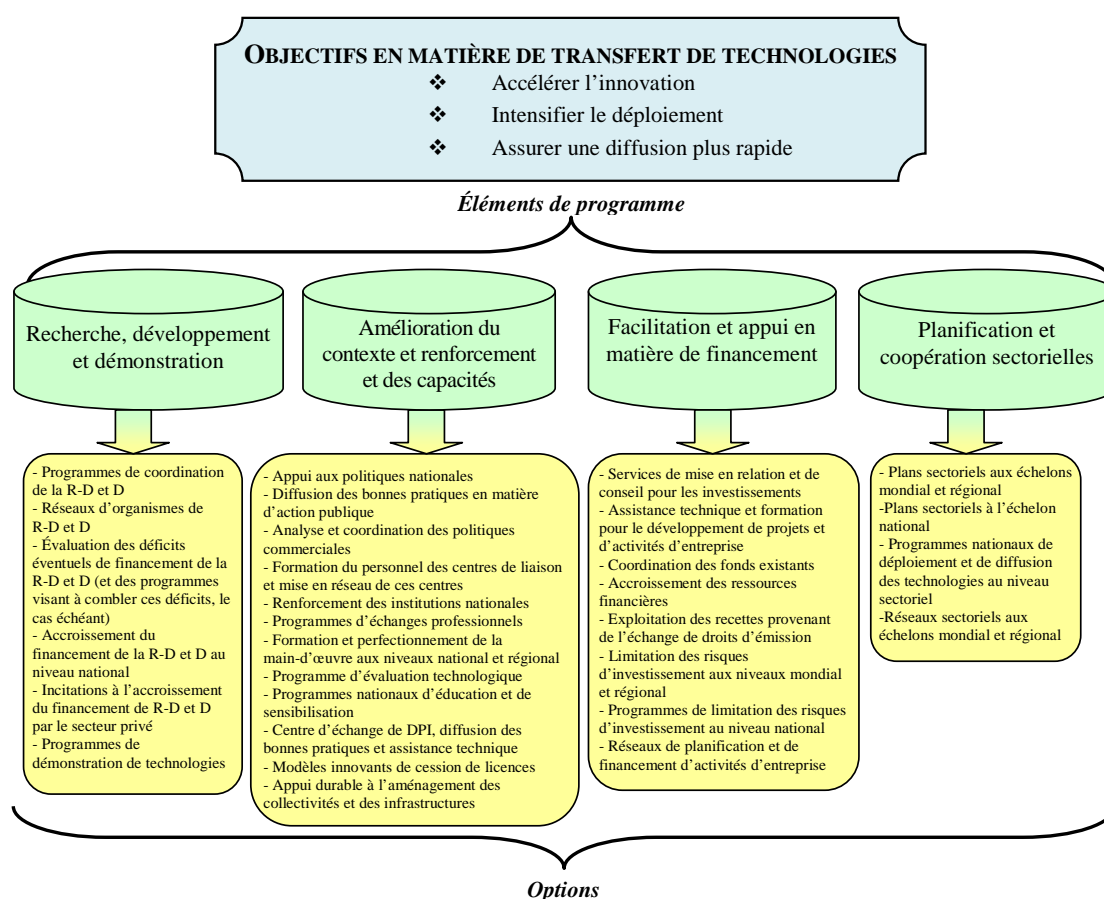 OBJECTIFS EN MATIÈRE DE TRANSFERT DE TECHNOLOGIES
❖ Accélérer l’innovation
❖ Intensifier le déploiement
❖ Assurer une diffusion plus rapide
Éléments de programme
Recherche, développement
et démonstration
Amélioration du
contexte et renforcement
et des capacités
Facilitation et appui en
matière de financement
Planification et
coopération sectorielles
- Programmes de coordination
de la R-D et D
- Réseaux d’organismes de
R-D et D
- Évaluation des déficits
éventuels de financement de la
R-D et D (et des programmes
visant à combler ces déficits, le
cas échéant)
- Accroissement du
financement de la R-D et D au
niveau national
- Incitations à l’accroissement
du financement de R-D et D
par le secteur privé
- Programmes de
démonstration de technologies
- Appui aux politiques nationales
- Diffusion des bonnes pratiques en matière
d’action publique
- Analyse et coordination des politiques
commerciales
- Formation du personnel des centres de liaison
et mise en réseau de ces centres
- Renforcement des institutions nationales
- Programmes d’échanges professionnels
- Formation et perfectionnement de la
main-d’œuvre aux niveaux national et régional
- Programme d’évaluation technologique
- Programmes nationaux d’éducation et de
sensibilisation
- Centre d’échange de DPI, diffusion des
bonnes pratiques et assistance technique
- Modèles innovants de cession de licences
- Appui durable à l’aménagement des
collectivités et des infrastructures
- Services de mise en relation et de
conseil pour les investissements
- Assistance technique et formation
pour le développement de projets et
d’activités d’entreprise
- Coordination des fonds existants
- Accroissement des ressources
financières
- Exploitation des recettes provenant
de l’échange de droits d’émission
- Limitation des risques
d’investissement aux niveaux mondial
et régional
- Programmes de limitation des risques
d’investissement au niveau national
- Réseaux de planification et de
financement d’activités d’entreprise
- Plans sectoriels aux échelons
mondial et régional
-Plans sectoriels à l’échelon
national
- Programmes nationaux de
déploiement et de diffusion
des technologies au niveau
sectoriel
-Réseaux sectoriels aux
échelons mondial et régional
Options